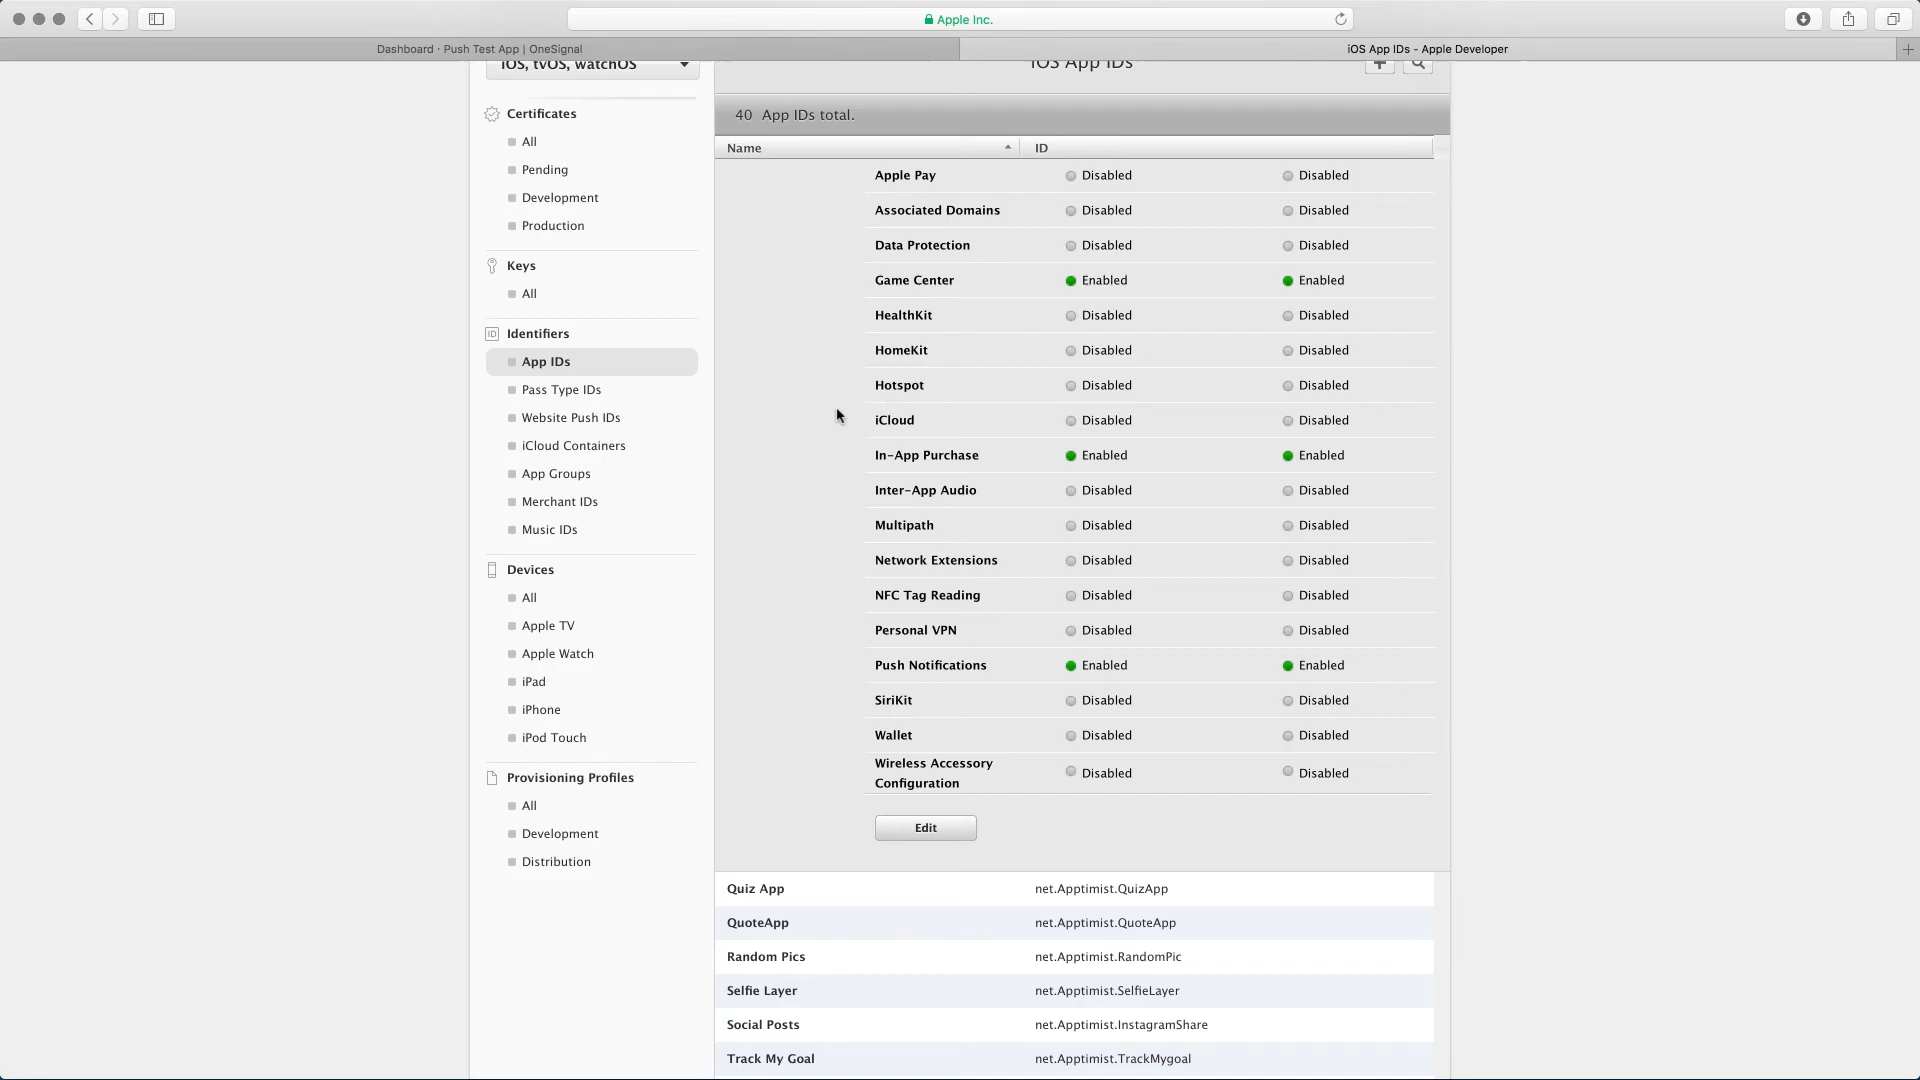 Apple Inc.
Dashboard · Push Test App | OneSignal
iOS App IDs - Apple Developer
iOS, tvOS, watchOS
iOS App IDs
Certificates
All
Pending
Development
Production
Keys
All
ID Identifiers
App IDs
Pass Type IDs
Website Push IDs
iCloud Containers
App Groups
Merchant IDs
Music IDs
Devices
All
Apple TV
Apple Watch
iPad
iPhone
iPod Touch
Provisioning Profiles
All
Development
Distribution
40 App IDs total.
Name ID
Apple Pay Disabled Disabled
Associated Domains Disabled Disabled
Data Protection Disabled Disabled
Game Center Enabled Enabled
HealthKit Disabled Disabled
HomeKit Disabled Disabled
Hotspot Disabled Disabled
iCloud Disabled Disabled
In-App Purchase Enabled Enabled
Inter-App Audio Disabled Disabled
Multipath Disabled Disabled
Network Extensions Disabled Disabled
NFC Tag Reading Disabled Disabled
Personal VPN Disabled Disabled
Push Notifications Enabled Enabled
SiriKit Disabled Disabled
Wallet Disabled Disabled
Wireless Accessory
Configuration Disabled Disabled
Edit
Quiz App net.Apptimist.QuizApp
QuoteApp net.Apptimist.QuoteApp
Random Pics net.Apptimist.RandomPic
Selfie Layer net.Apptimist.SelfieLayer
Social Posts net.Apptimist.InstagramShare
Track My Goal net.Apptimist.TrackMygoal